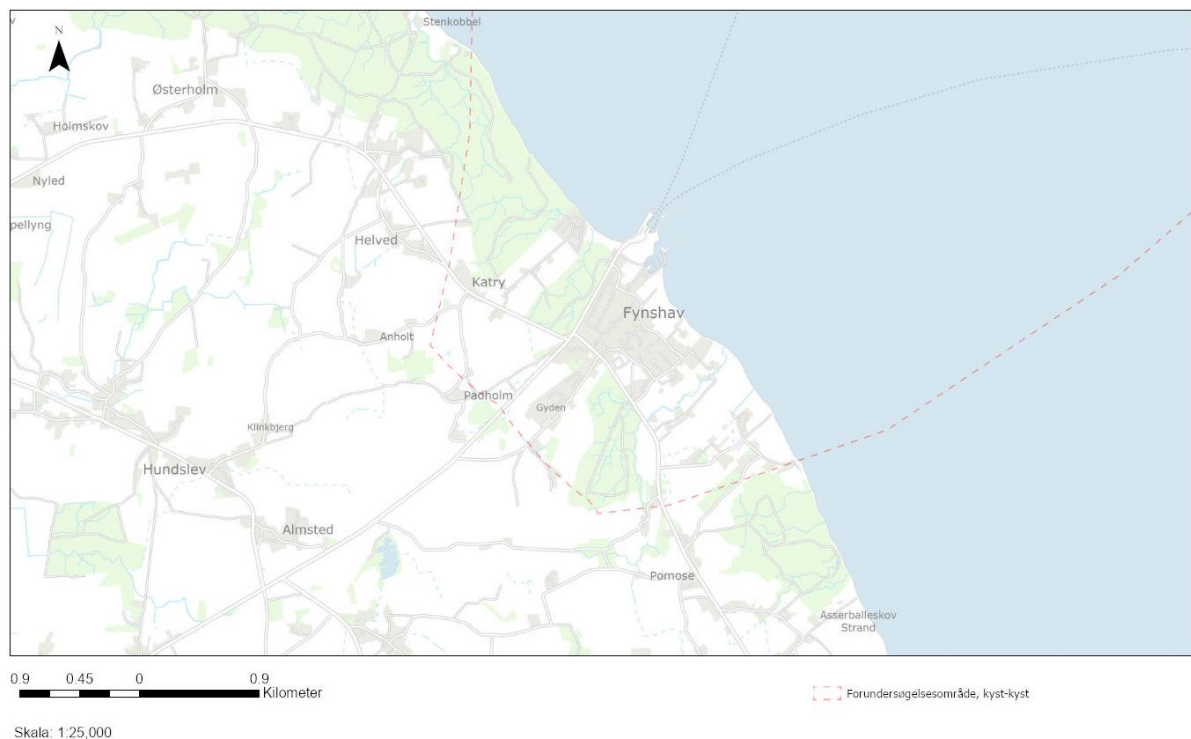 Stenkobbel
N
Østerholm
Holmskov
Nyled
pellyng
Helved
Katry
Fynshav
Anholt
Padholm
Gyden
Klinkbjerg
Hundslev
Almsted
Pomose
Asserballeskov
Strand
0.9 0.45 0 0.9
Kilometer
Forundersøgelsesområde, kyst-kyst
Skala: 1:25,000